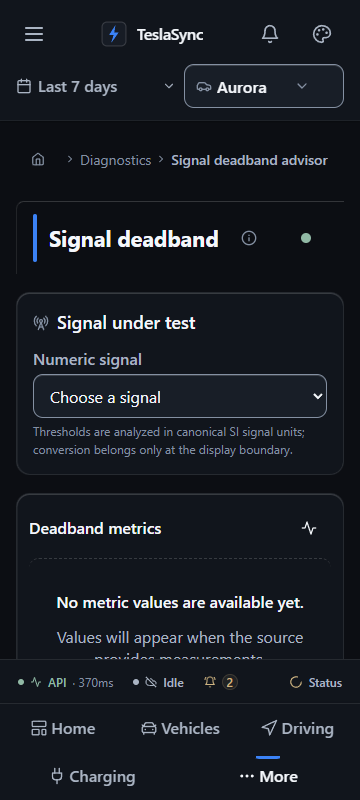 TeslaSync
Last 7 days
Aurora
Diagnostics
Signal deadband advisor
Signal deadband
Signal under test
Numeric signal
Choose a signal
Thresholds are analyzed in canonical SI signal units;
conversion belongs only at the display boundary.
Deadband metrics
No metric values are available yet.
Values will appear when the source
provides measurements
API · 370ms
Idle
2
Status
Home
Vehicles
Driving
Charging
More